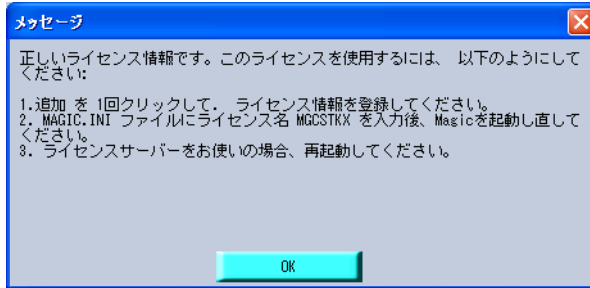 メッセージ
正しいライセンス情報です。このライセンスを使用するには、 以下のようにして
ください:
1.追加 を 1回クリックして. ライセンス情報を登録してください。
2. MAGIC.INI ファイルにライセンス名 MGCSTKX を入力後、Magicを起動し直して
ください。
3. ライセンスサーバーをお使いの場合、再起動してください。
OK